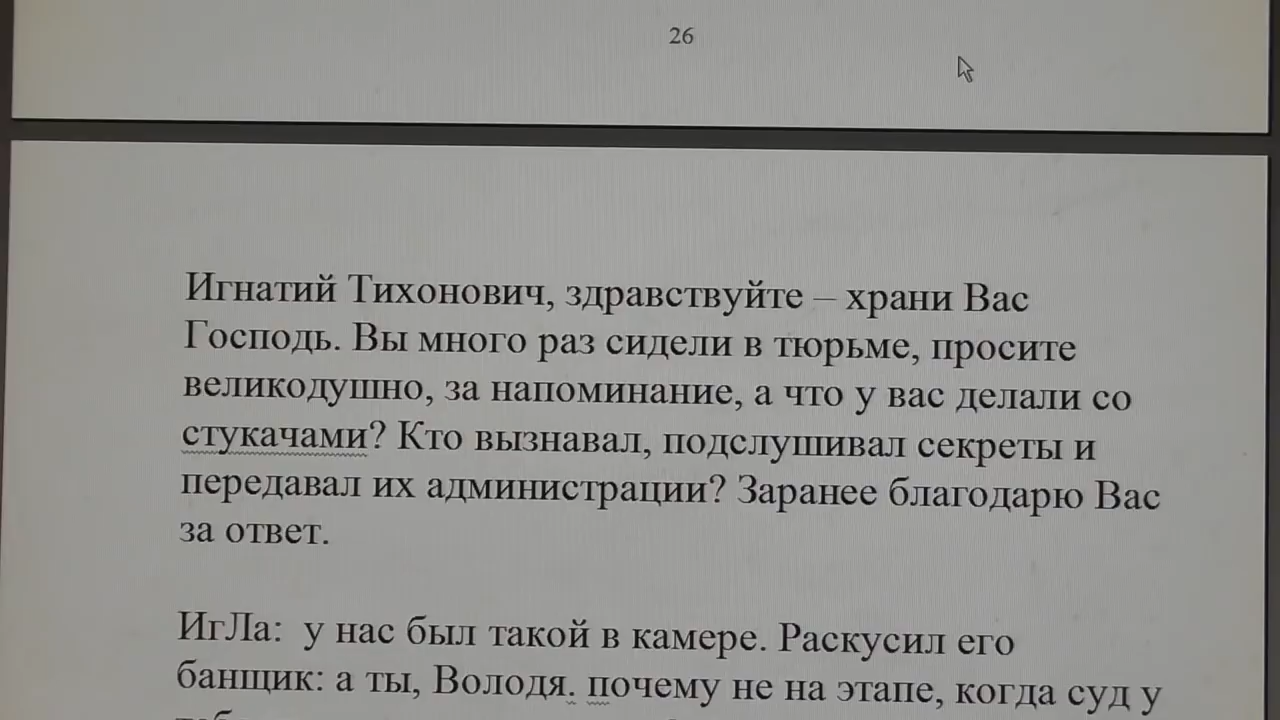 26
Игнатий Тихонович, здравствуйте – храни Вас
Господь. Вы много раз сидели в тюрьме, просите
великодушно, за напоминание, а что у вас делали со
стукачами? Кто вызнавал, подслушивал секреты и
передавал их администрации? Заранее благодарю Вас
за ответ.
ИгЛа:  у нас был такой в камере. Раскусил его
банщик: а ты, Володя. почему не на этапе, когда суд у